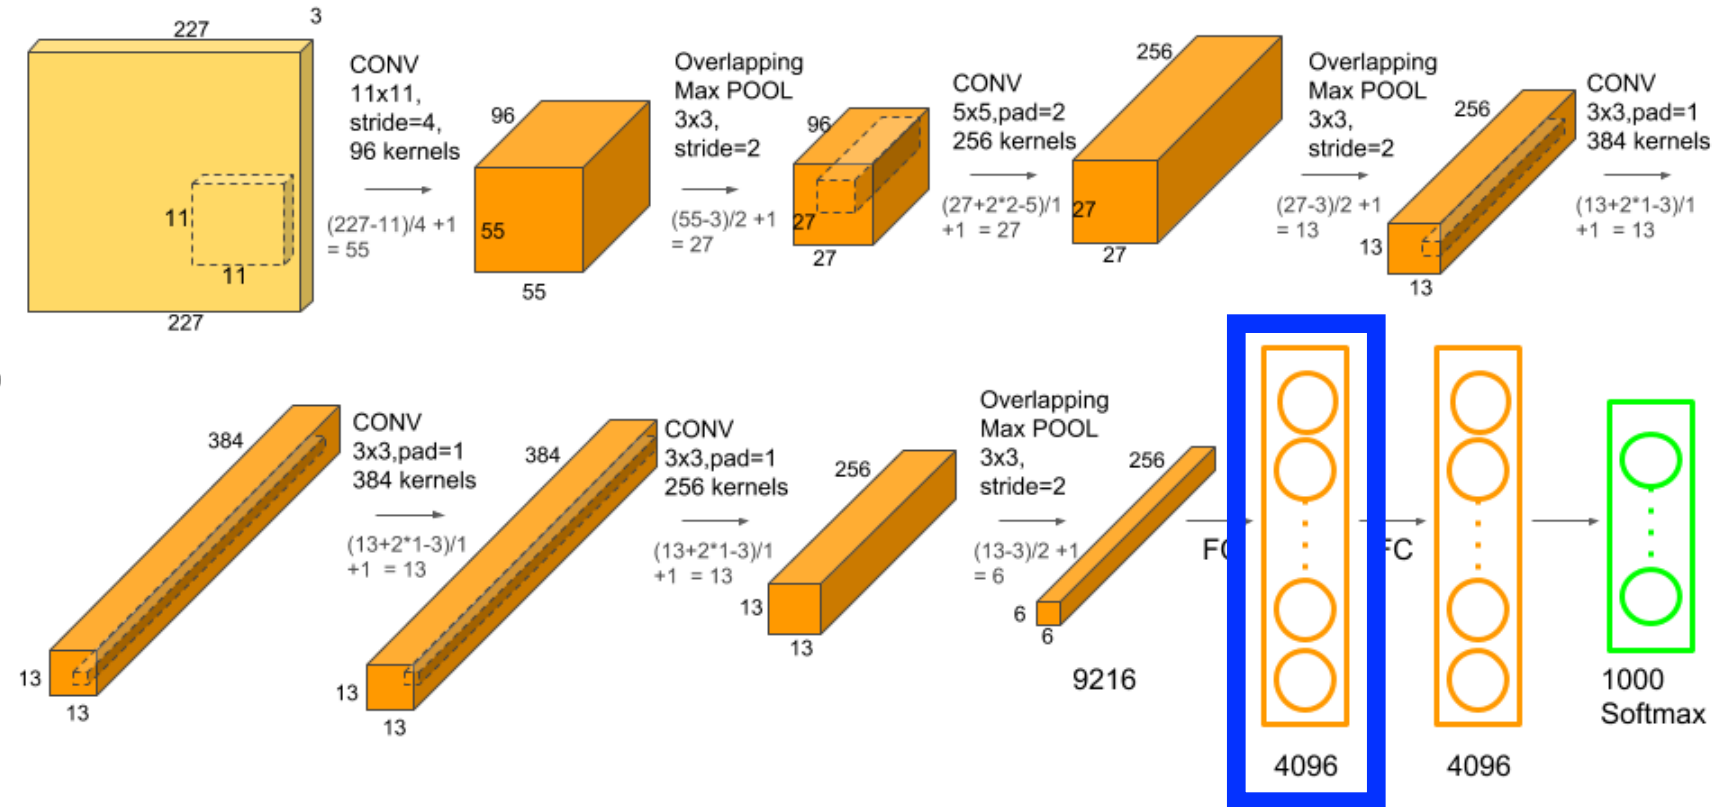 227
3
11
11
227
CONV
11x11,
stride=4,
96 kernels
(227-11)/4 +1
= 55
96
55
55
Overlapping
Max POOL
3x3,
stride=2
(55-3)/2 +1
= 27
96
27
27
CONV
5x5,pad=2
256 kernels
(27+2*2-5)/1
+1 = 27
256
27
27
Overlapping
Max POOL
3x3,
stride=2
(27-3)/2 +1
= 13
256
13
13
CONV
3x3,pad=1
384 kernels
(13+2*1-3)/1
+1 = 13
384
13
13
CONV
3x3,pad=1
384 kernels
(13+2*1-3)/1
+1 = 13
384
13
13
CONV
3x3,pad=1
256 kernels
(13+2*1-3)/1
+1 = 13
256
13
13
Overlapping
Max POOL
3x3,
stride=2
(13-3)/2 +1
= 6
256
6
6
9216
4096
4096
1000
Softmax